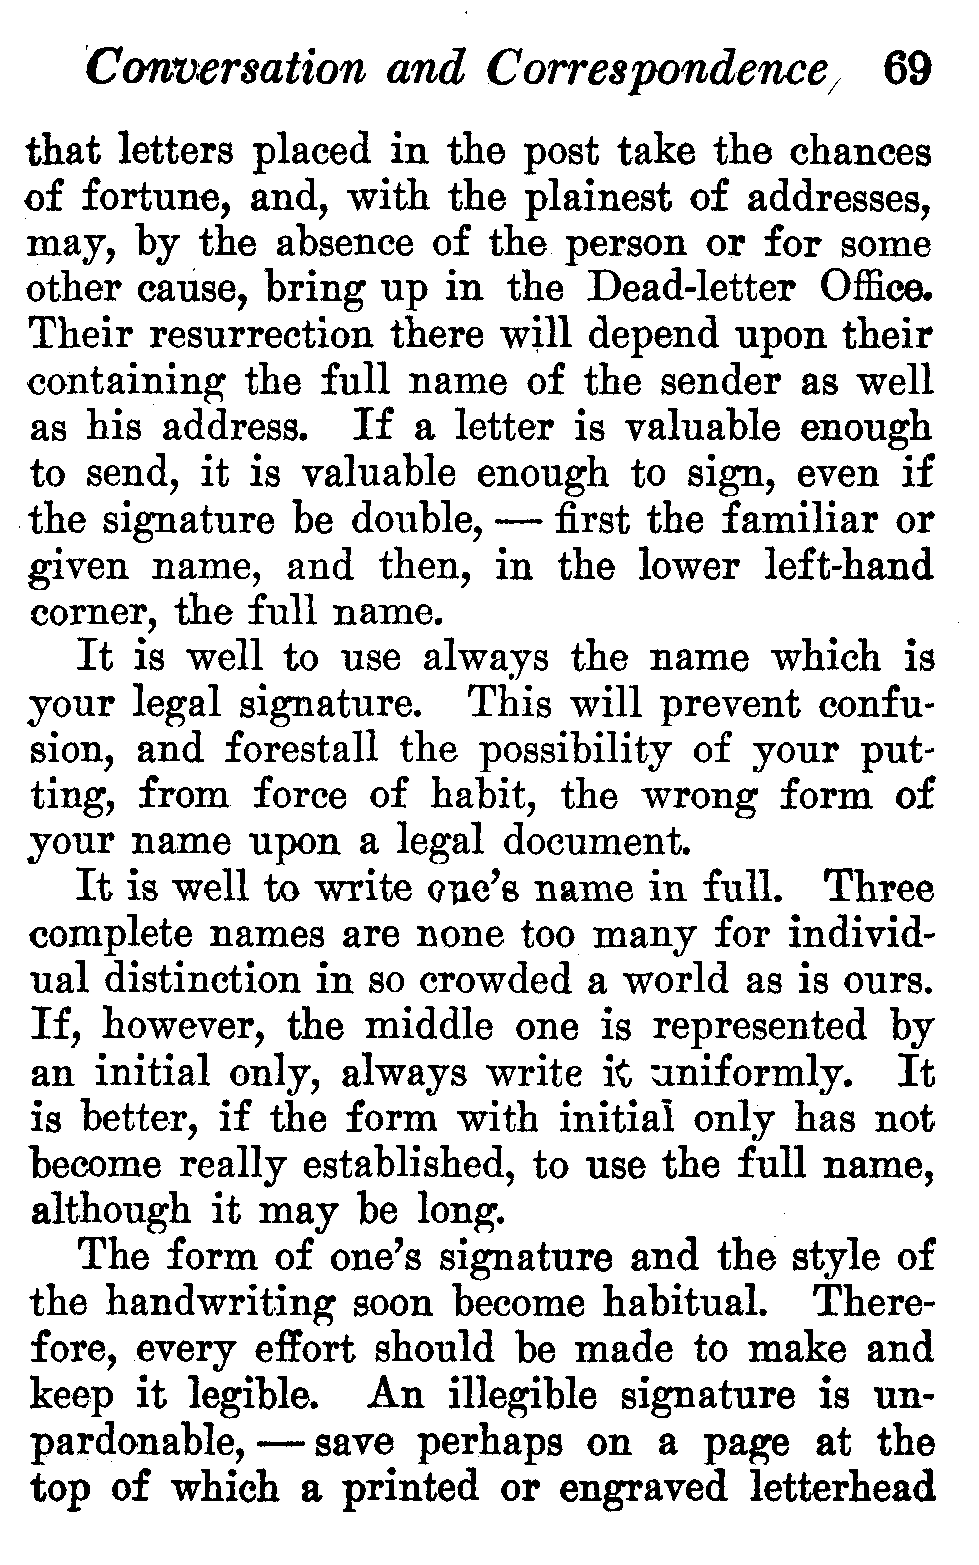 Conversation and Correspondence, 69
that letters placed in the post take the chances
of fortune, and, with the plainest of addresses,
may, by the absence of the person or for some
other cause, bring up in the Dead-letter Office.
Their resurrection there will depend upon their
containing the full name of the sender as well
as his address. If a letter is valuable enough
to send, it is valuable enough to sign, even if
the signature be double, — first the familiar or
given name, and then, in the lower left-hand
corner, the full name.
It is well to use always the name which is
your legal signature. This will prevent confu-
sion, and forestall the possibility of your put-
ting, from force of habit, the wrong form of
your name upon a legal document.
It is well to write one's name in full. Three
complete names are none too many for individ-
ual distinction in so crowded a world as is ours.
If, however, the middle one is represented by
an initial only, always write it uniformly. It
is better, if the form with initial only has not
become really established, to use the full name,
although it may be long.
The form of one's signature and the style of
the handwriting soon become habitual. There-
fore, every effort should be made to make and
keep it legible. An illegible signature is un-
pardonable, — save perhaps on a page at the
top of which a printed or engraved letterhead